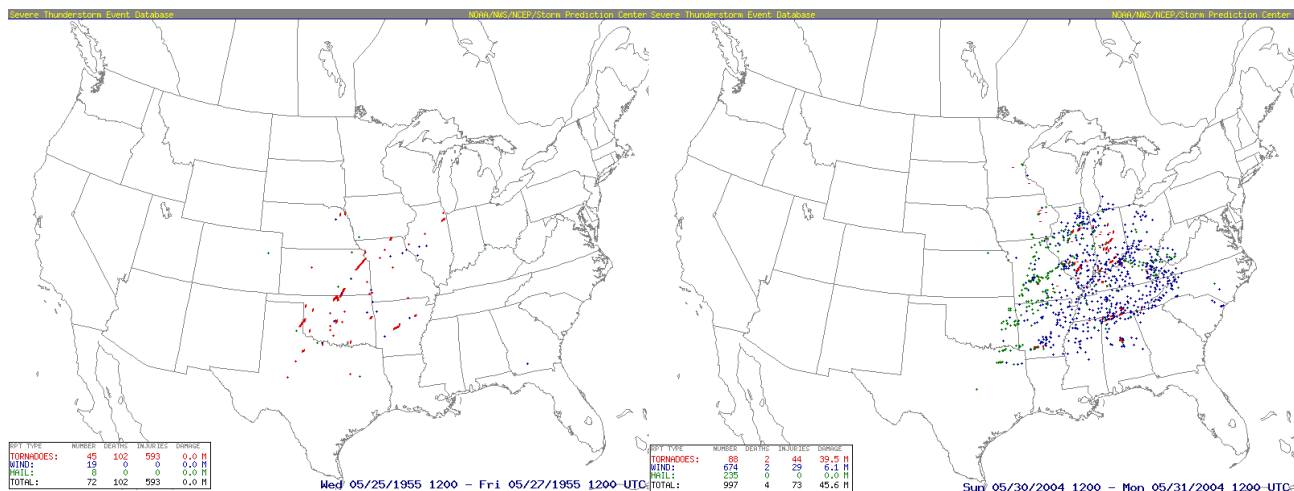 Severe Thunderstorm Event Database NOAA/NWS/NCEP/Storm Prediction Center
RPT TYPE NUMBER DEATHS INJURIES DAMAGE
TORNADOES: 45 102 593 0.0 M
WIND: 19 0 0 0.0 M
HAIL: 8 0 0 0.0 M
TOTAL: 72 102 593 0.0 M
Wed 05/25/1955 1200 - Fri 05/27/1955 1200 UTC
Severe Thunderstorm Event Database NOAA/NWS/NCEP/Storm Prediction Center
RPT TYPE NUMBER DEATHS INJURIES DAMAGE
TORNADOES: 88 2 44 39.5 M
WIND: 674 2 29 6.1 M
HAIL: 235 0 0 0.0 M
TOTAL: 997 4 73 45.6 M
Sun 05/30/2004 1200 - Mon 05/31/2004 1200 UTC